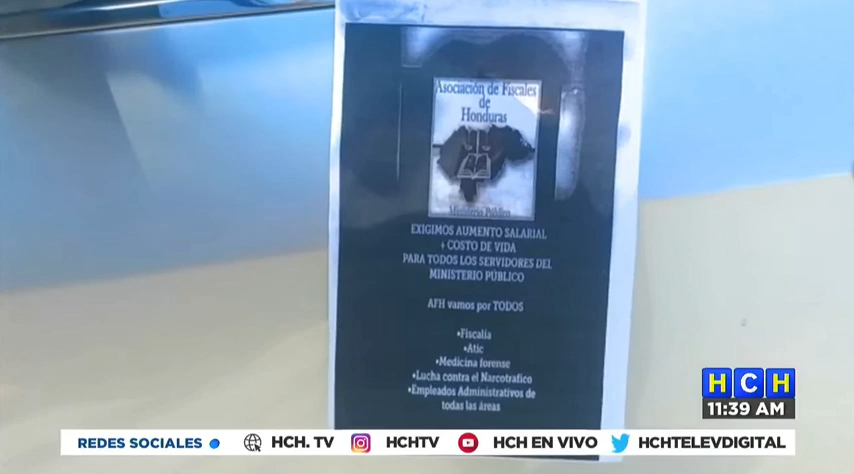 Asociación de Fiscales
de
Honduras
Ministerio Público
EXIGIMOS AUMENTO SALARIAL
+ COSTO DE VIDA
PARA TODOS LOS SERVIDORES DEL
MINISTERIO PÚBLICO
AFH vamos por TODOS
•Fiscalia
•Atic
•Medicina forense
•Lucha contra el Narcotrafico
•Empleados Administrativos de
todas las áreas
HCH
11:39 AM
REDES SOCIALES HCH. TV HCHTV HCH EN VIVO HCHTELEVDIGITAL